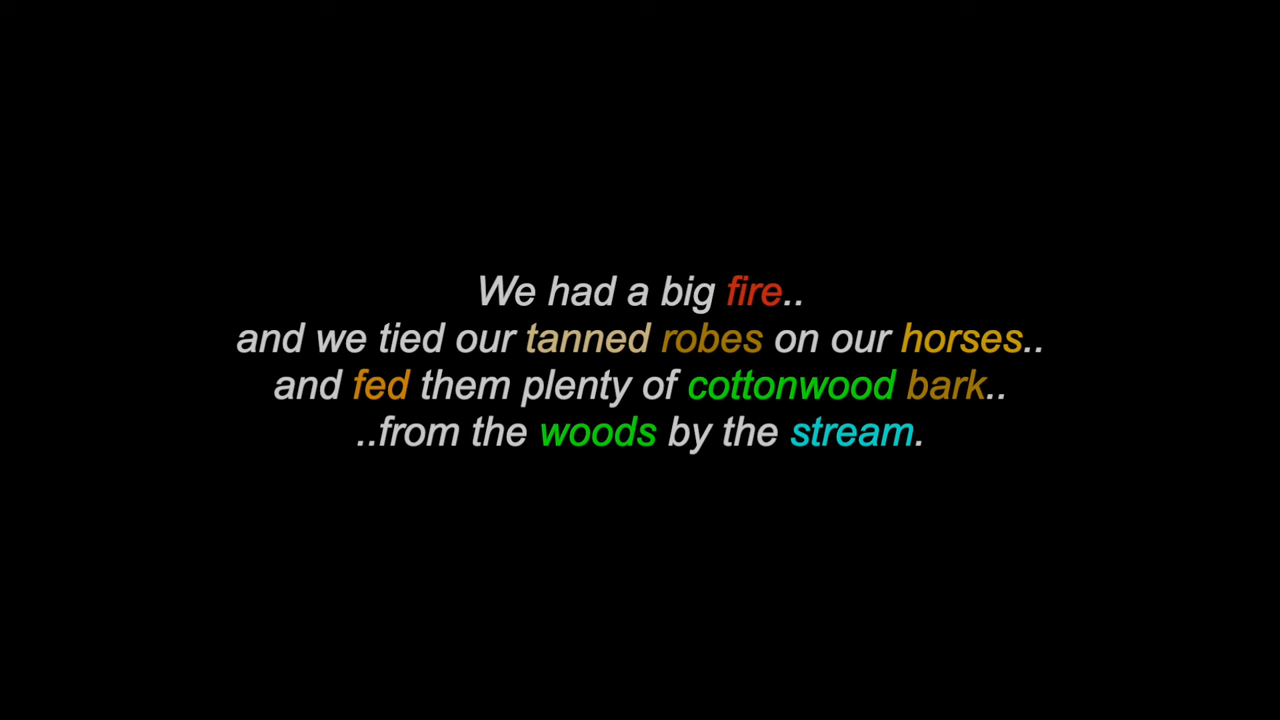 We had a big fire..
and we tied our tanned robes on our horses..
and fed them plenty of cottonwood bark..
..from the woods by the stream.